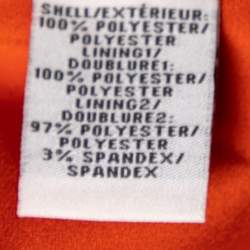 SHELL/EXTÉRIEUR:
100% POLYESTER/
POLYESTER
LINING1/
DOUBLURE1:
100% POLYESTER/
POLYESTER
LINING2/
DOUBLURE2:
97% POLYESTER/
POLYESTER
3% SPANDEX/
SPANDEX